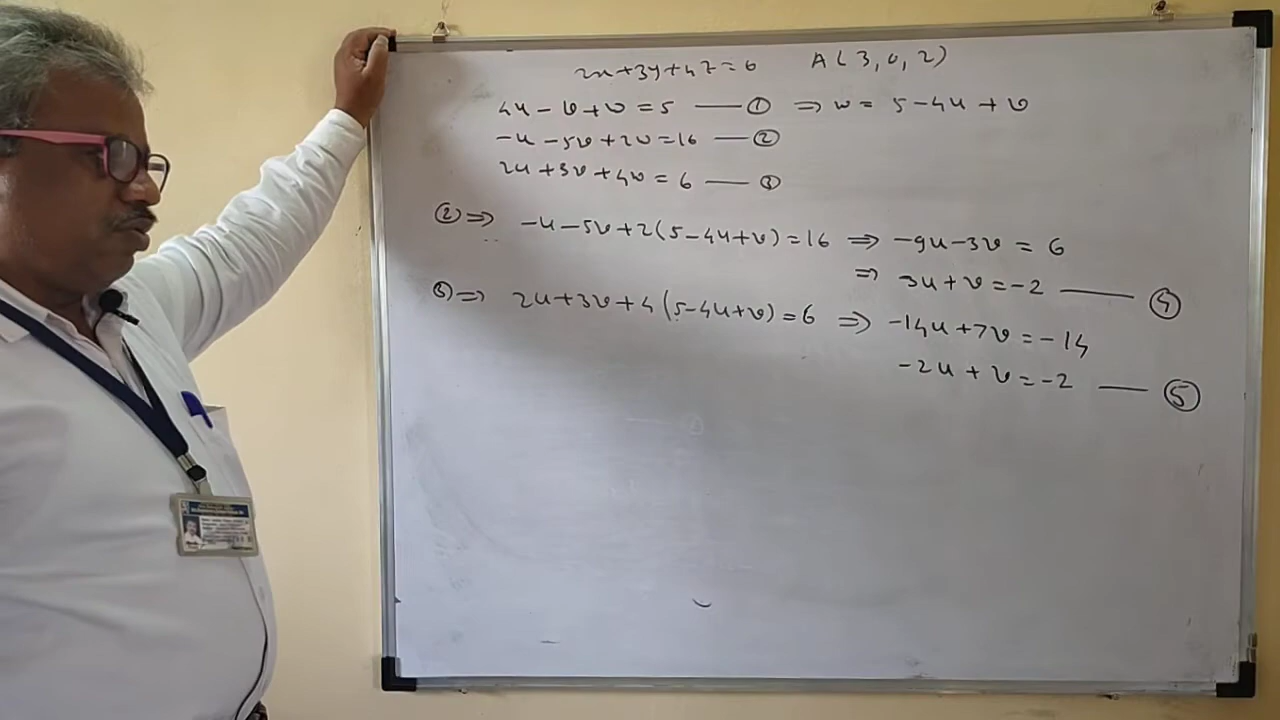 2x+3y+4z=6 A(3,0,2)
4u-v+w=5 —— ① ⇒ w = 5-4u+v
-u-5v+2w=16 —— ②
2u+3v+4w=6 —— ③
②⇒ -u-5v+2(5-4u+v)=16 ⇒ -9u-3v=6
⇒ 3u+v=-2 —— ④
③⇒ 2u+3v+4(5-4u+v)=6 ⇒ -14u+7v=-14
-2u+v=-2 —— ⑤